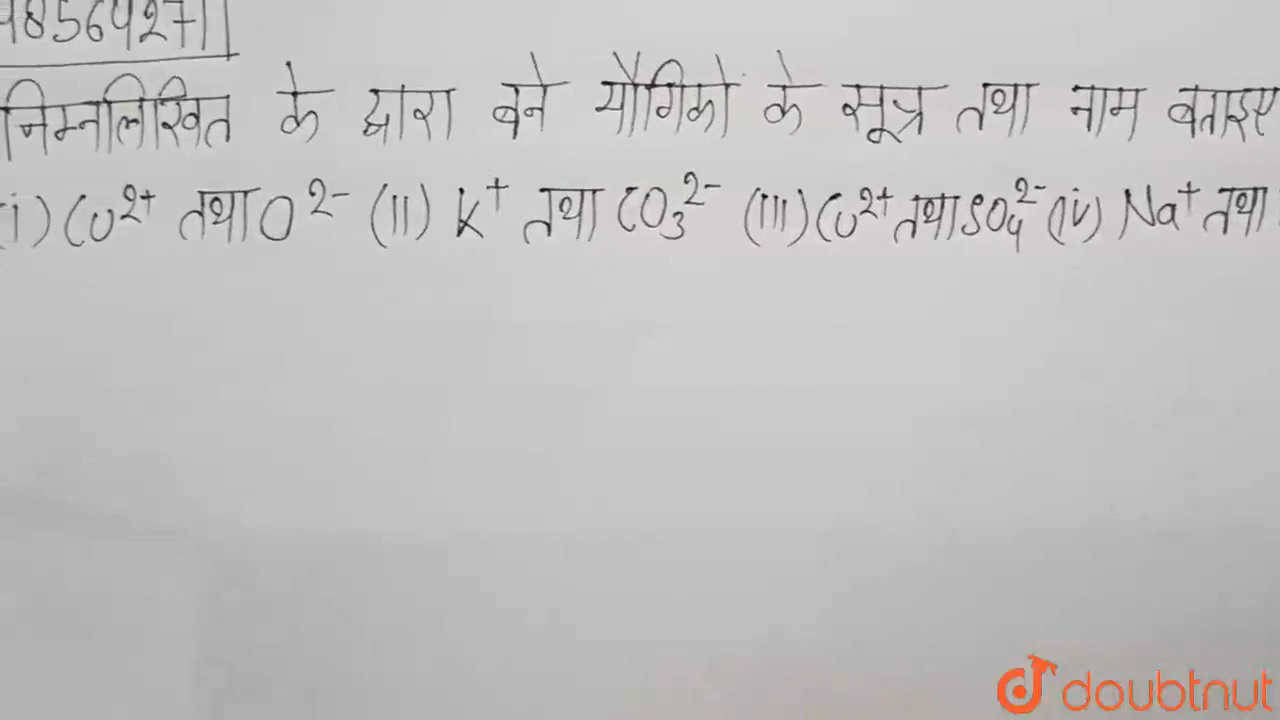 48564271
निम्नलिखित के द्वारा बने यौगिको के सूत्र तथा नाम बताइए
(i) Cu2+ तथा O2- (II) K+ तथा CO32- (III) Cu2+ तथा SO42- (iv) Na+ तथा
doubtnut